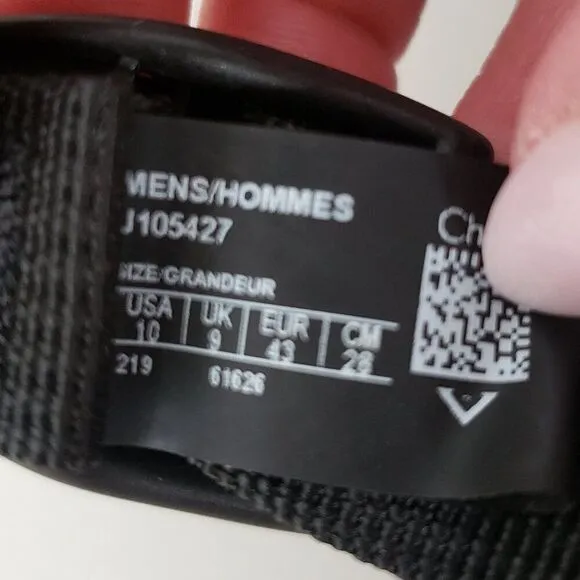 MENS/HOMMES
J105427
SIZE/GRANDEUR
USA UK EUR CM
10 9 43 28
219 61626